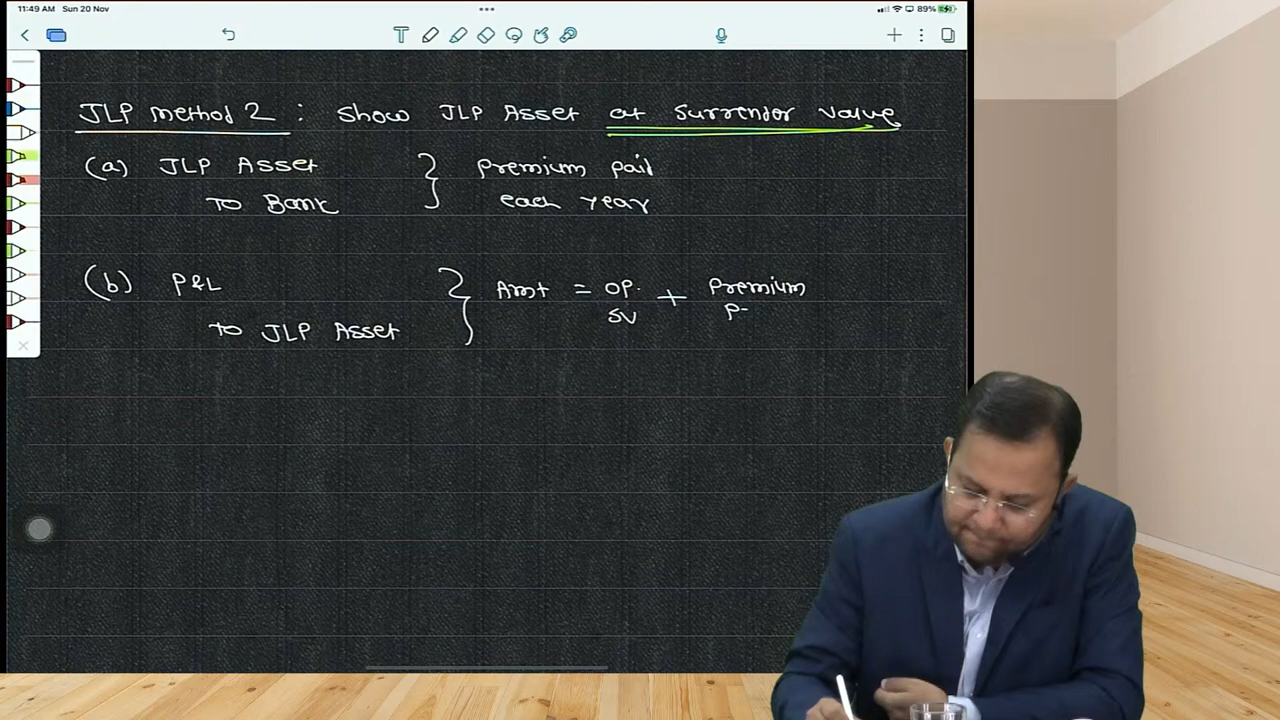 11:49 AM Sun 20 Nov
89%
JLP method 2 : Show JLP Asset at Surrender value
(a) JLP Asset } Premium paid
To Bank each year
(b) P&L } Amt = op. + Premium
to JLP Asset SV P-